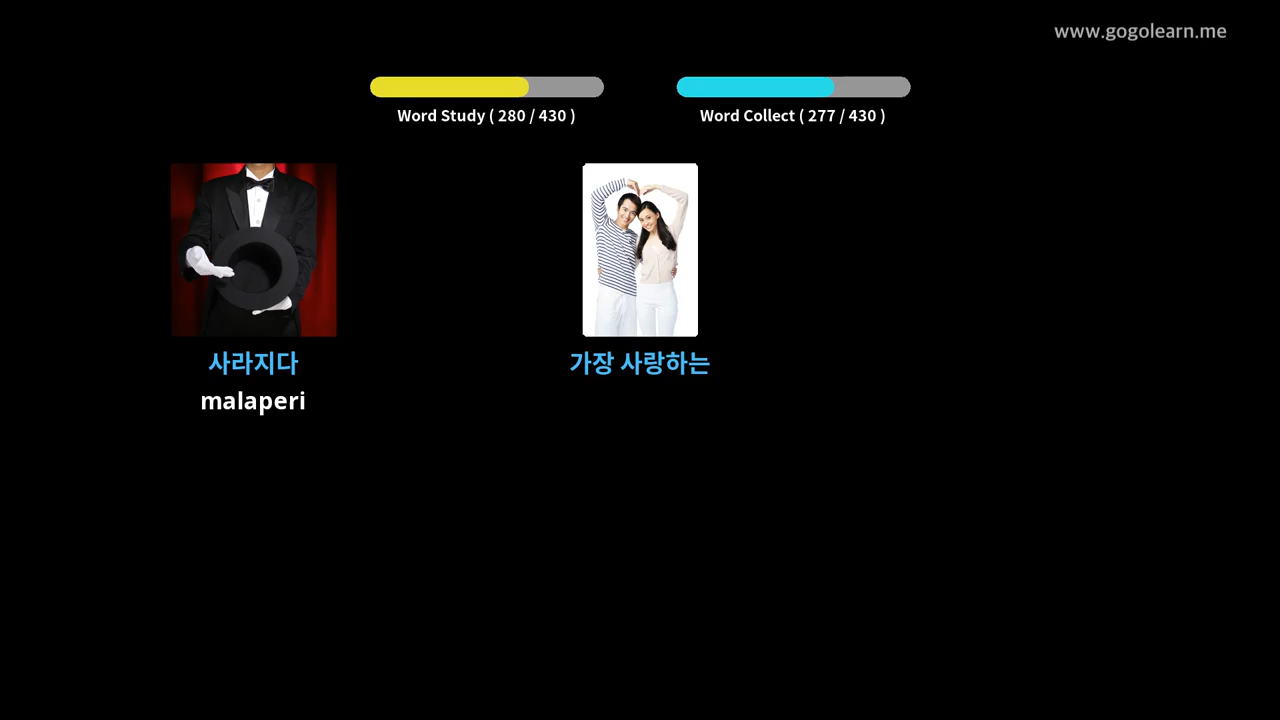 www.gogolearn.me
Word Study ( 280 / 430 )
Word Collect ( 277 / 430 )
사라지다
malaperi
가장 사랑하는